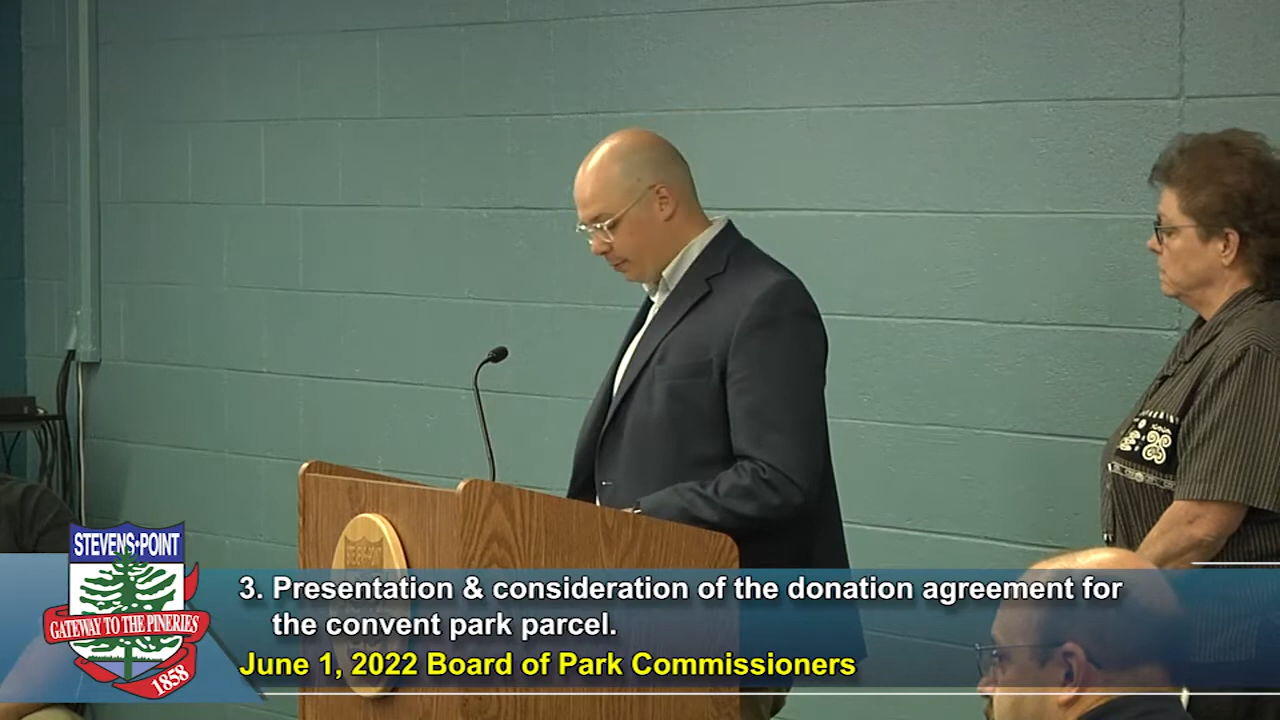 STEVENS•POINT
GATEWAY TO THE PINERIES
1858
3. Presentation & consideration of the donation agreement for
the convent park parcel.
June 1, 2022 Board of Park Commissioners